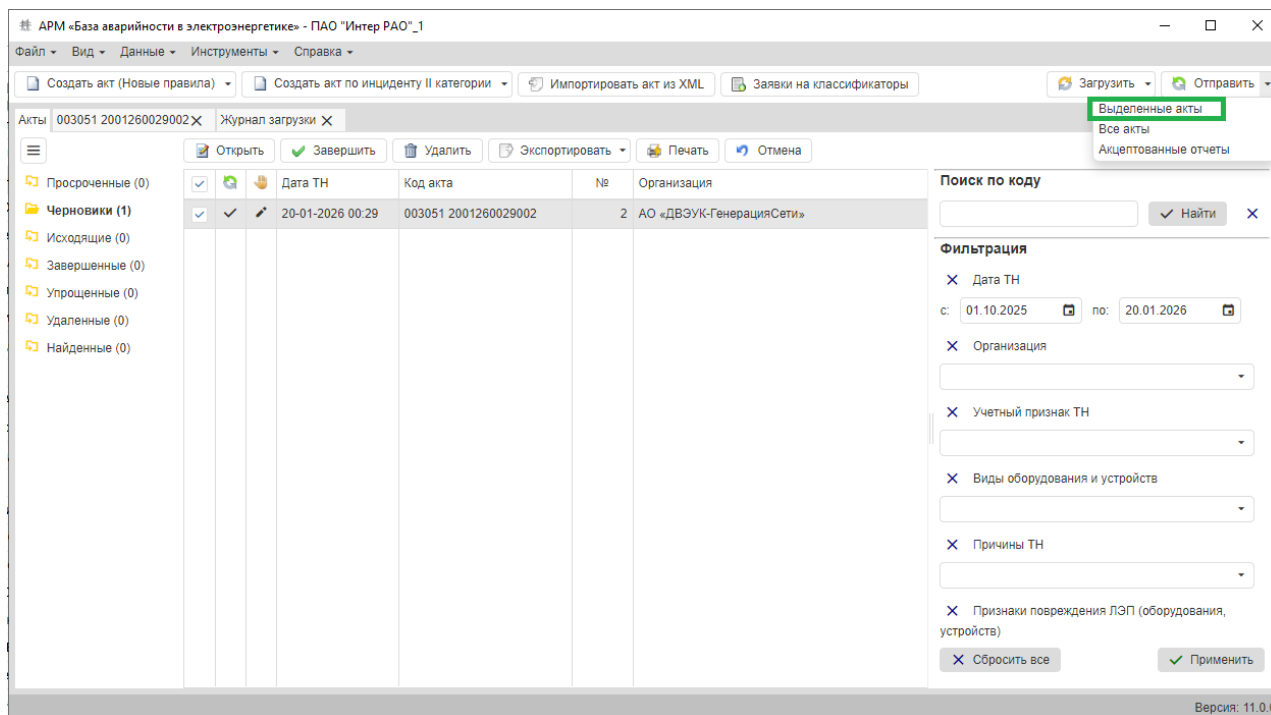 АРМ «База аварийности в электроэнергетике» - ПАО "Интер РАО"_1
Файл Вид Данные Инструменты Справка
Создать акт (Новые правила) Создать акт по инциденту II категории Импортировать акт из XML Заявки на классификаторы Загрузить Отправить
Выделенные акты
Все акты
Акцептованные отчеты
Акты 003051 2001260029002 Журнал загрузки
Открыть Завершить Удалить Экспортировать Печать Отмена
Просроченные (0)
Черновики (1)
Исходящие (0)
Завершенные (0)
Упрощенные (0)
Удаленные (0)
Найденные (0)
Дата ТН Код акта № Организация
20-01-2026 00:29 003051 2001260029002 2 АО «ДВЭУК-ГенерацияСети»
Поиск по коду
Найти
Фильтрация
Дата ТН
с: 01.10.2025 по: 20.01.2026
Организация
Учетный признак ТН
Виды оборудования и устройств
Причины ТН
Признаки повреждения ЛЭП (оборудования,
устройств)
Сбросить все Применить
Версия: 11.0.